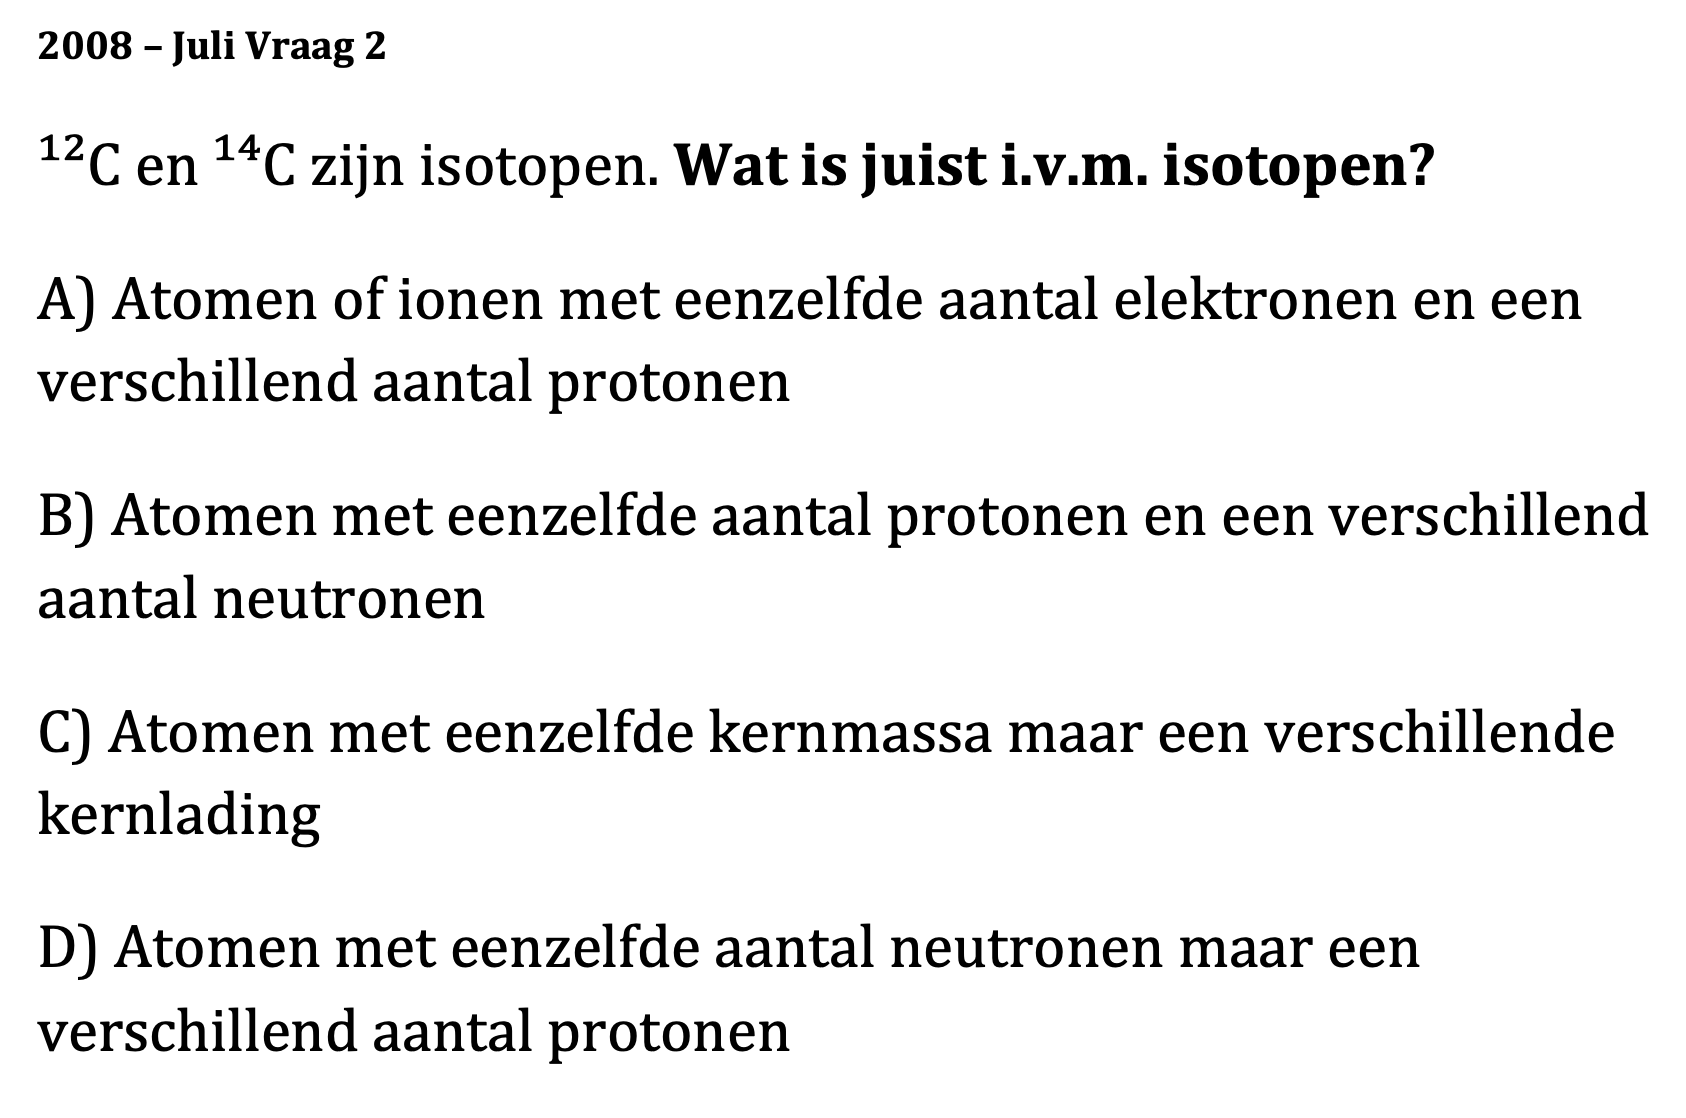 2008 – Juli Vraag 2
¹²C en ¹⁴C zijn isotopen. Wat is juist i.v.m. isotopen?
A) Atomen of ionen met eenzelfde aantal elektronen en een
verschillend aantal protonen
B) Atomen met eenzelfde aantal protonen en een verschillend
aantal neutronen
C) Atomen met eenzelfde kernmassa maar een verschillende
kernlading
D) Atomen met eenzelfde aantal neutronen maar een
verschillend aantal protonen